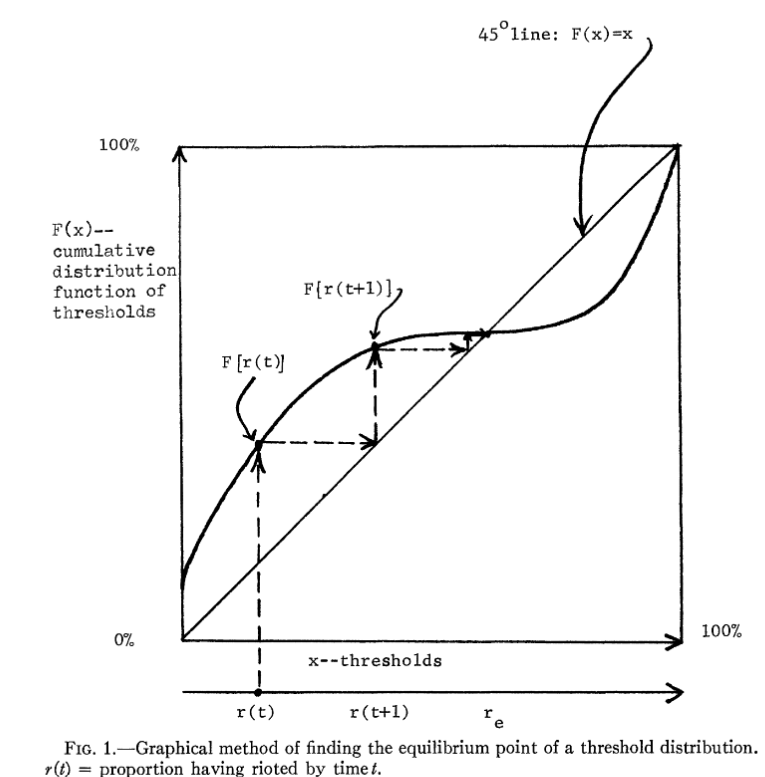 45°line: F(x)=x
100%
F(x)--
cumulative
distribution
function of
thresholds
F[r(t+1)]
F[r(t)]
0%
100%
x--thresholds
r(t)
r(t+1)
r_e
FIG. 1.—Graphical method of finding the equilibrium point of a threshold distribution.
r(t) = proportion having rioted by time t.